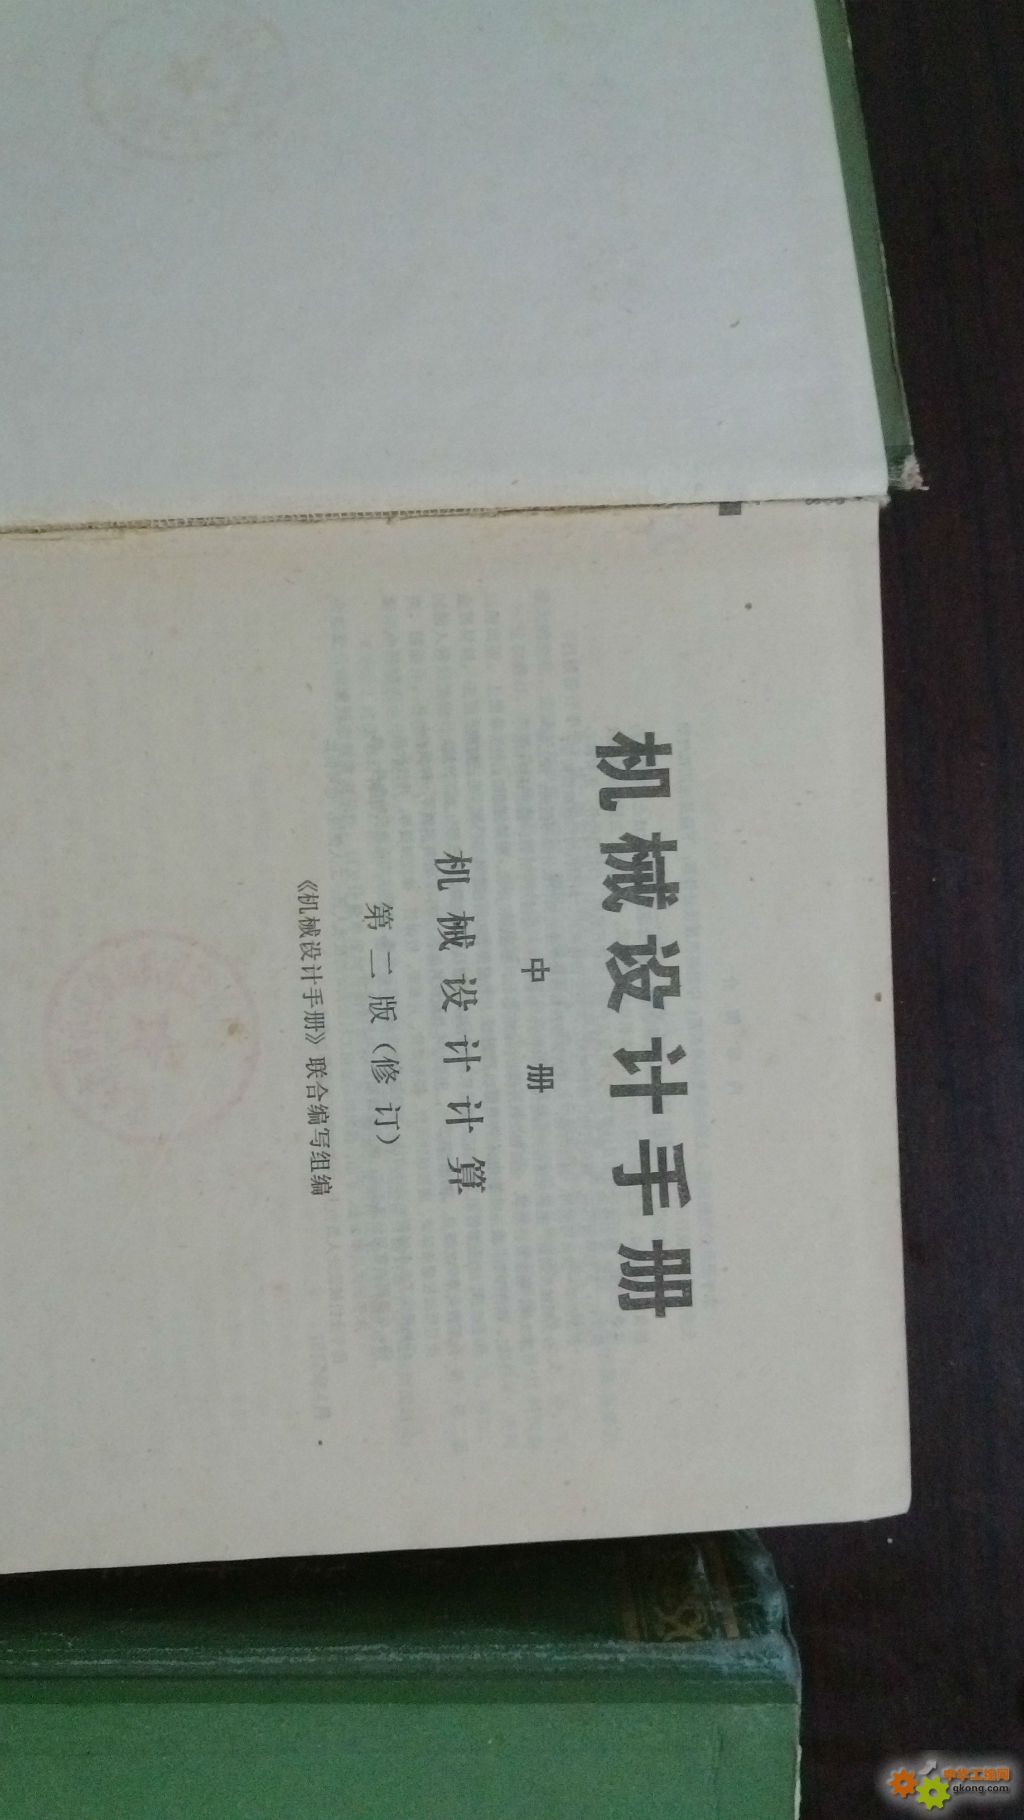 机械设计手册
中册
机械设计计算
第二版(修订)
《机械设计手册》联合编写组编
中华工控网
gkong.com